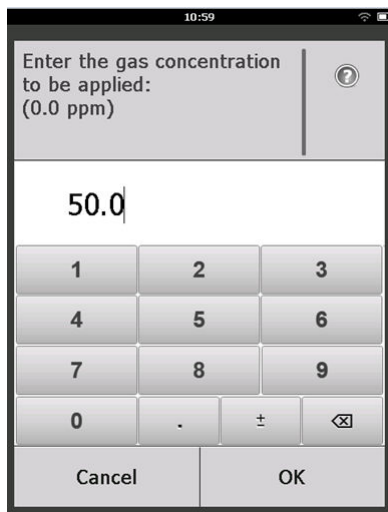 10:59
Enter the gas concentration
to be applied:
(0.0 ppm)
?
50.0
1 2 3
4 5 6
7 8 9
0 . ±
Cancel OK